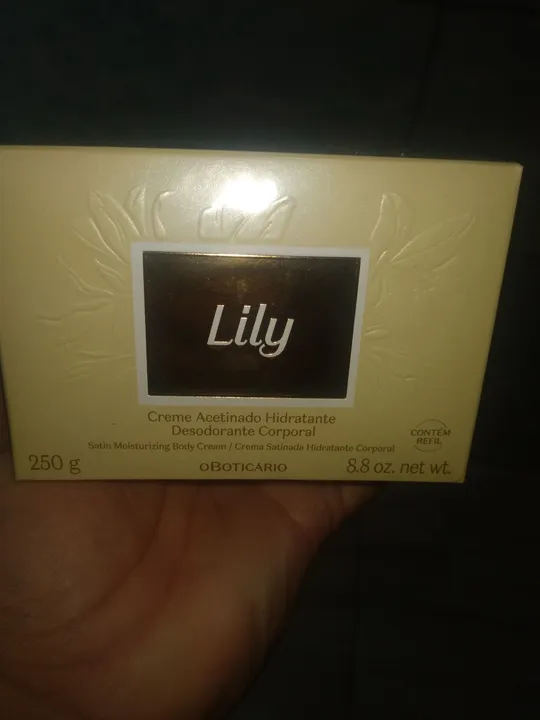 Lily
Creme Acetinado Hidratante
Desodorante Corporal
Satin Moisturizing Body Cream / Crema Satinada Hidratante Corporal
CONTÉM
REFIL
250 g
oBOTICÁRIO
8.8 oz. net wt.